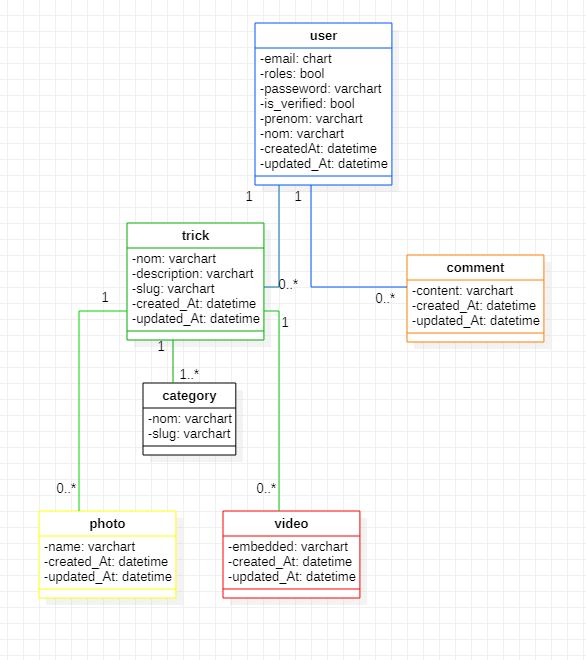 user
-email: chart
-roles: bool
-passeword: varchart
-is_verified: bool
-prenom: varchart
-nom: varchart
-createdAt: datetime
-updated_At: datetime
1
1
trick
-nom: varchart
-description: varchart
-slug: varchart
-created_At: datetime
-updated_At: datetime
0..*
1
1
1
comment
-content: varchart
-created_At: datetime
-updated_At: datetime
0..*
1..*
category
-nom: varchart
-slug: varchart
0..*
0..*
photo
-name: varchart
-created_At: datetime
-updated_At: datetime
video
-embedded: varchart
-created_At: datetime
-updated_At: datetime